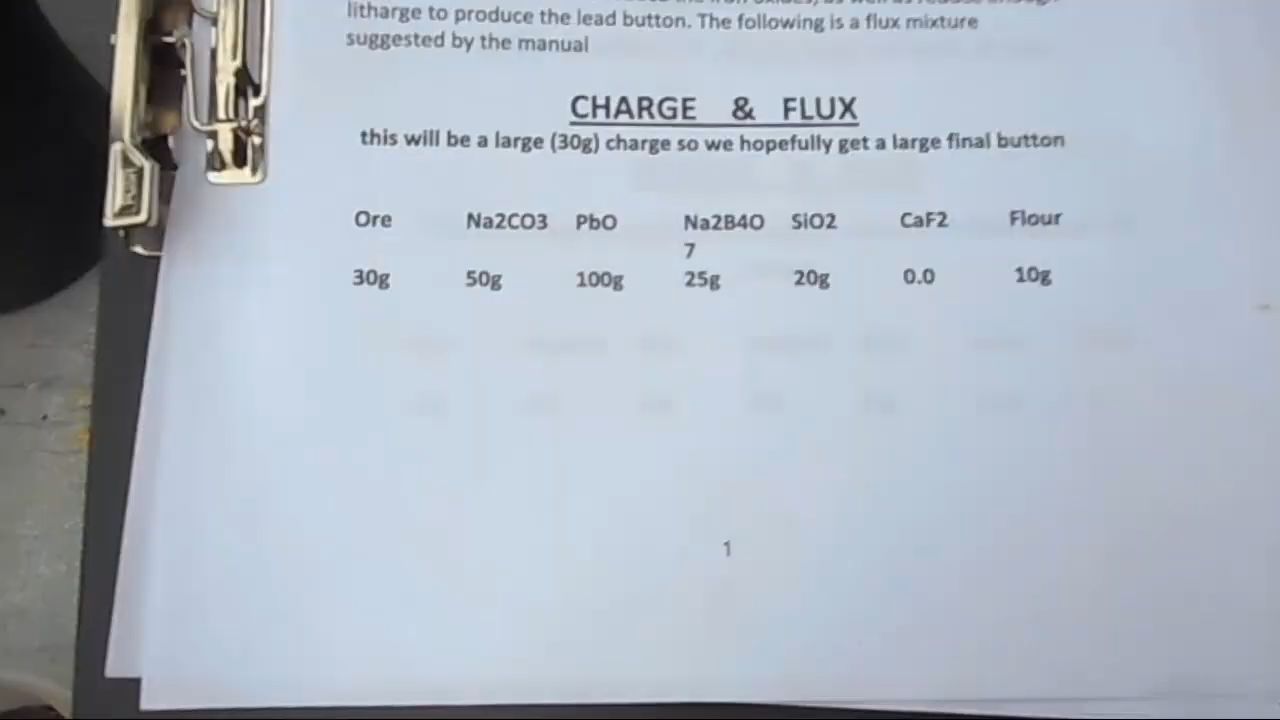 litharge to produce the lead button. The following is a flux mixture
suggested by the manual
CHARGE & FLUX
this will be a large (30g) charge so we hopefully get a large final button
Ore Na2CO3 PbO Na2B4O SiO2 CaF2 Flour
7
30g 50g 100g 25g 20g 0.0 10g
1